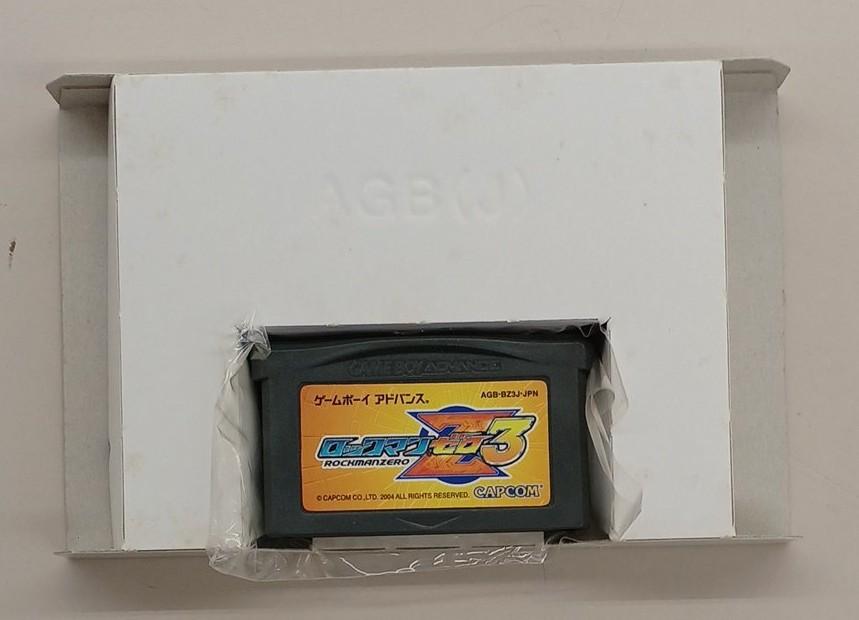 AGB(J)
GAME BOY ADVANCE
ゲームボーイ アドバンス。 AGB-BZ3J-JPN
ロックマン ゼロ 3
ROCKMANZERO
© CAPCOM CO., LTD. 2004 ALL RIGHTS RESERVED. CAPCOM